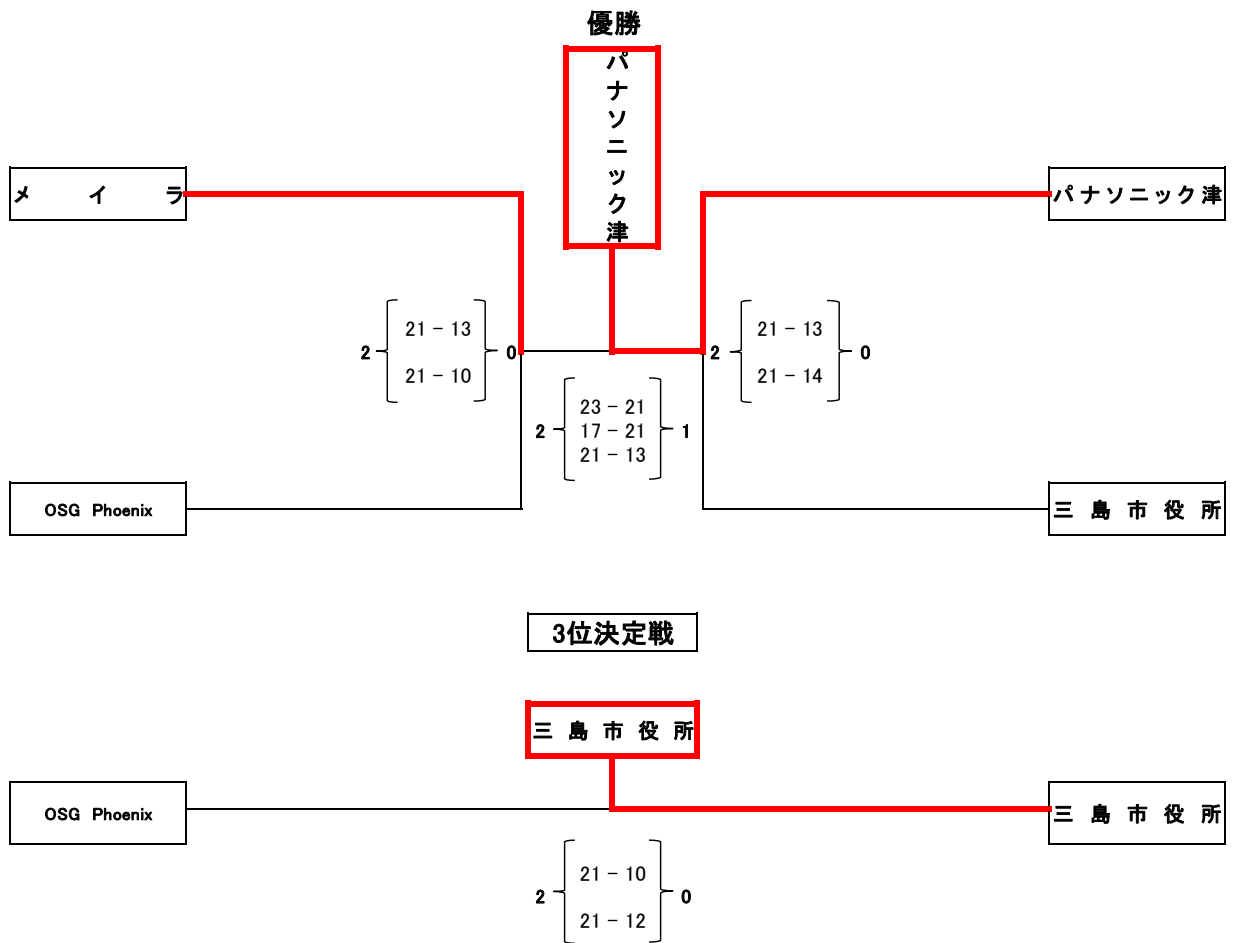 優勝
パナソニック津
メイラ
パナソニック津
21 - 13
2 0
21 - 10
21 - 13
2 0
21 - 14
23 - 21
2 17 - 21 1
21 - 13
OSG Phoenix
三島市役所
3位決定戦
三島市役所
OSG Phoenix
三島市役所
21 - 10
2 0
21 - 12